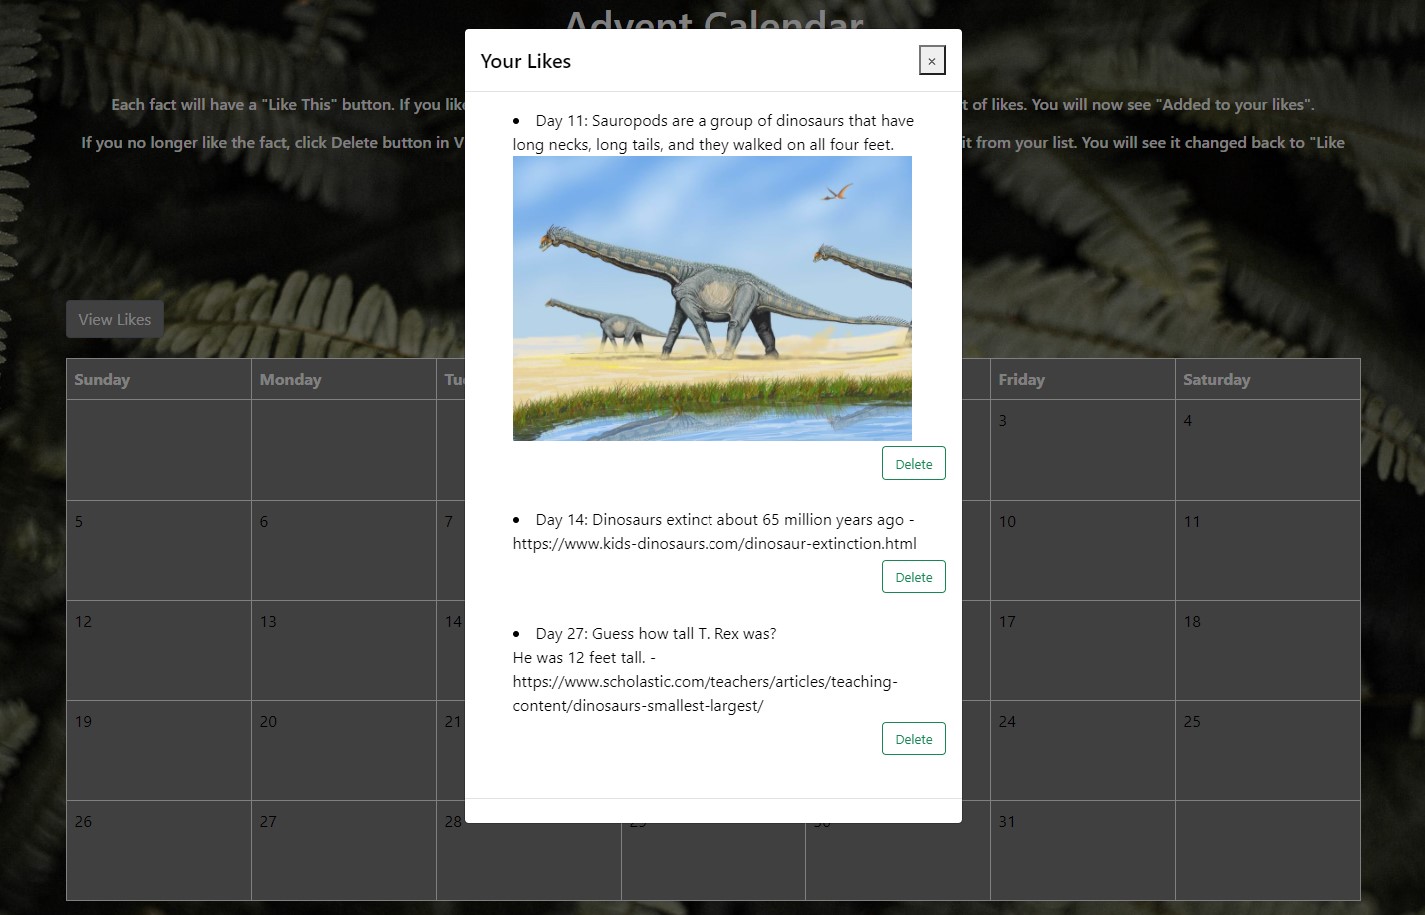 Advent Calendar
Your Likes
×
Each fact will have a "Like This" button. If you like
t of likes. You will now see "Added to your likes".
If you no longer like the fact, click Delete button in V
it from your list. You will see it changed back to "Like
• Day 11: Sauropods are a group of dinosaurs that have
long necks, long tails, and they walked on all four feet.
Delete
• Day 14: Dinosaurs extinct about 65 million years ago -
https://www.kids-dinosaurs.com/dinosaur-extinction.html
Delete
• Day 27: Guess how tall T. Rex was?
He was 12 feet tall. -
https://www.scholastic.com/teachers/articles/teaching-
content/dinosaurs-smallest-largest/
Delete
View Likes
Sunday Monday Tu Friday Saturday
3 4
5 6 7 10 11
12 13 14 17 18
19 20 21 24 25
26 27 28 29 30 31